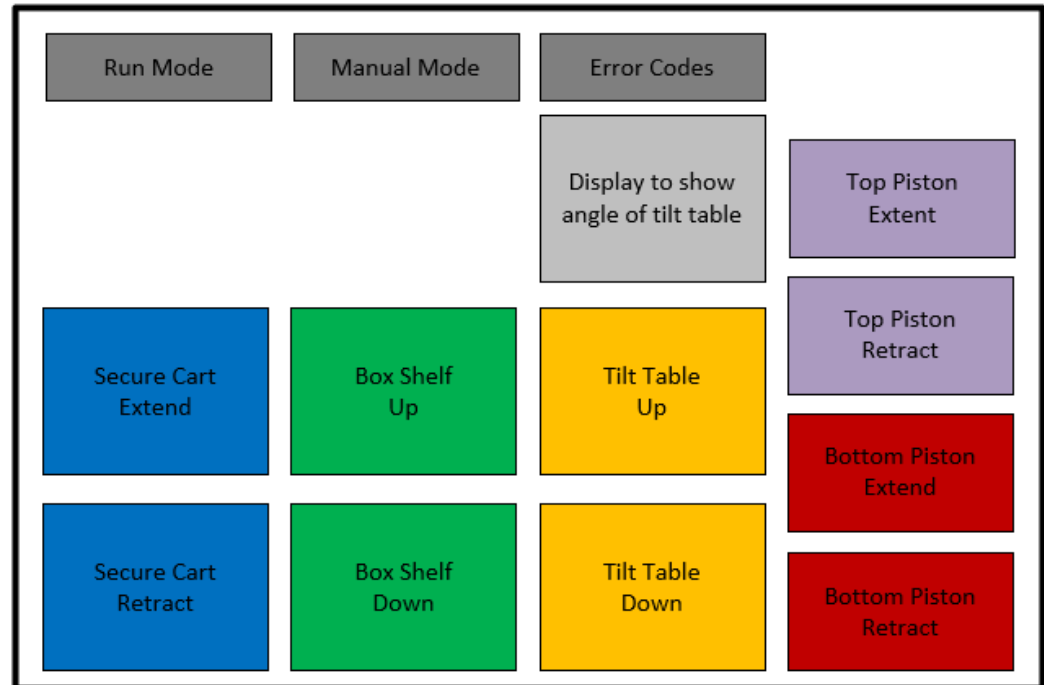 Run Mode
Manual Mode
Error Codes
Display to show
angle of tilt table
Top Piston
Extent
Top Piston
Retract
Secure Cart
Extend
Box Shelf
Up
Tilt Table
Up
Bottom Piston
Extend
Secure Cart
Retract
Box Shelf
Down
Tilt Table
Down
Bottom Piston
Retract